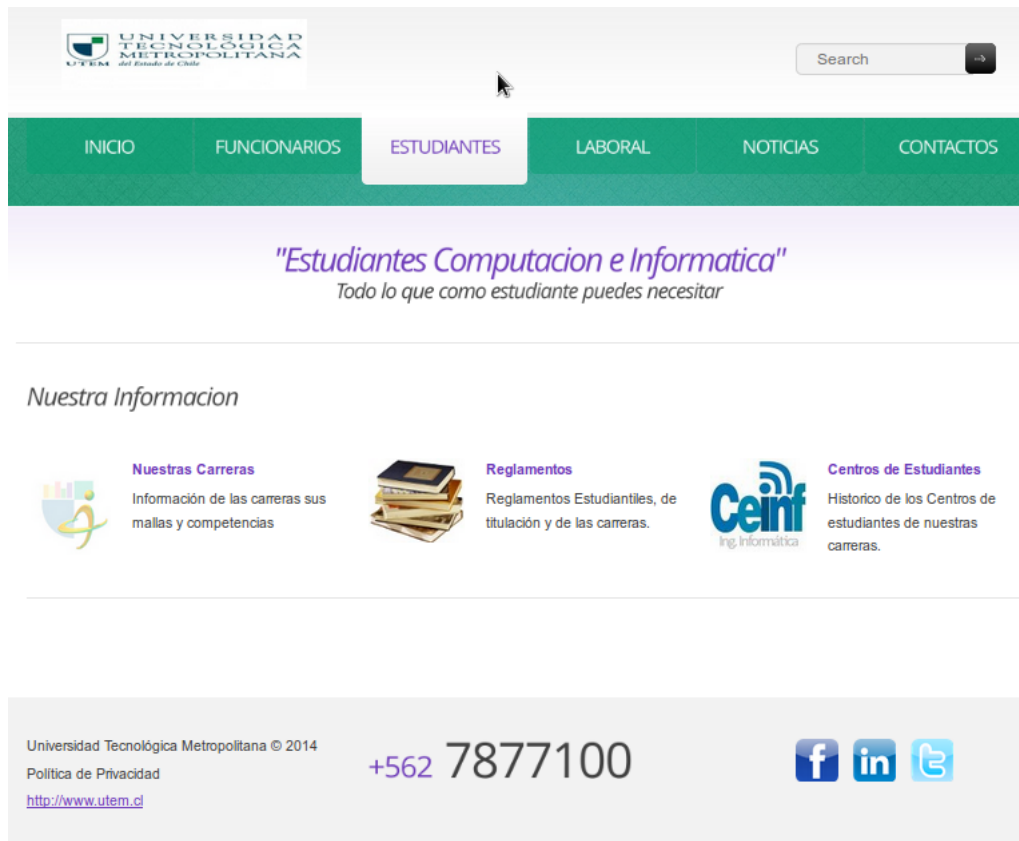 UNIVERSIDAD
TECNOLÓGICA
METROPOLITANA
UTEM del Estado de Chile
Search
INICIO FUNCIONARIOS ESTUDIANTES LABORAL NOTICIAS CONTACTOS
"Estudiantes Computacion e Informatica"
Todo lo que como estudiante puedes necesitar
Nuestra Informacion
Nuestras Carreras
Información de las carreras sus
mallas y competencias
Reglamentos
Reglamentos Estudiantiles, de
titulación y de las carreras.
Ceinf
Ing. Informática
Centros de Estudiantes
Historico de los Centros de
estudiantes de nuestras
carreras.
Universidad Tecnológica Metropolitana © 2014
Política de Privacidad
http://www.utem.cl
+562 7877100
f in t